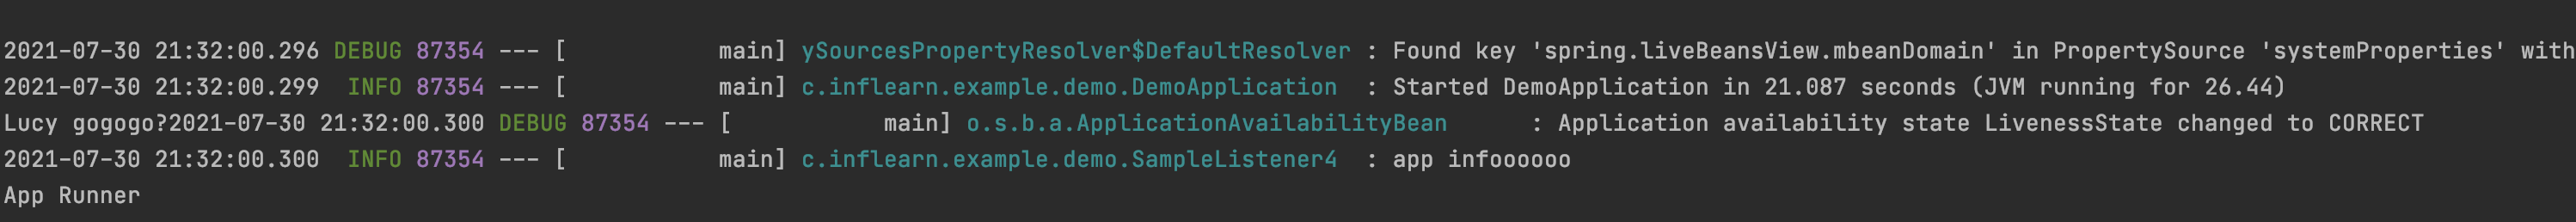 2021-07-30 21:32:00.296 DEBUG 87354 --- [           main] ySourcesPropertyResolver$DefaultResolver : Found key 'spring.liveBeansView.mbeanDomain' in PropertySource 'systemProperties' with
2021-07-30 21:32:00.299  INFO 87354 --- [           main] c.inflearn.example.demo.DemoApplication  : Started DemoApplication in 21.087 seconds (JVM running for 26.44)
Lucy gogogo?2021-07-30 21:32:00.300 DEBUG 87354 --- [           main] o.s.b.a.ApplicationAvailabilityBean      : Application availability state LivenessState changed to CORRECT
2021-07-30 21:32:00.300  INFO 87354 --- [           main] c.inflearn.example.demo.SampleListener4  : app infoooooo
App Runner